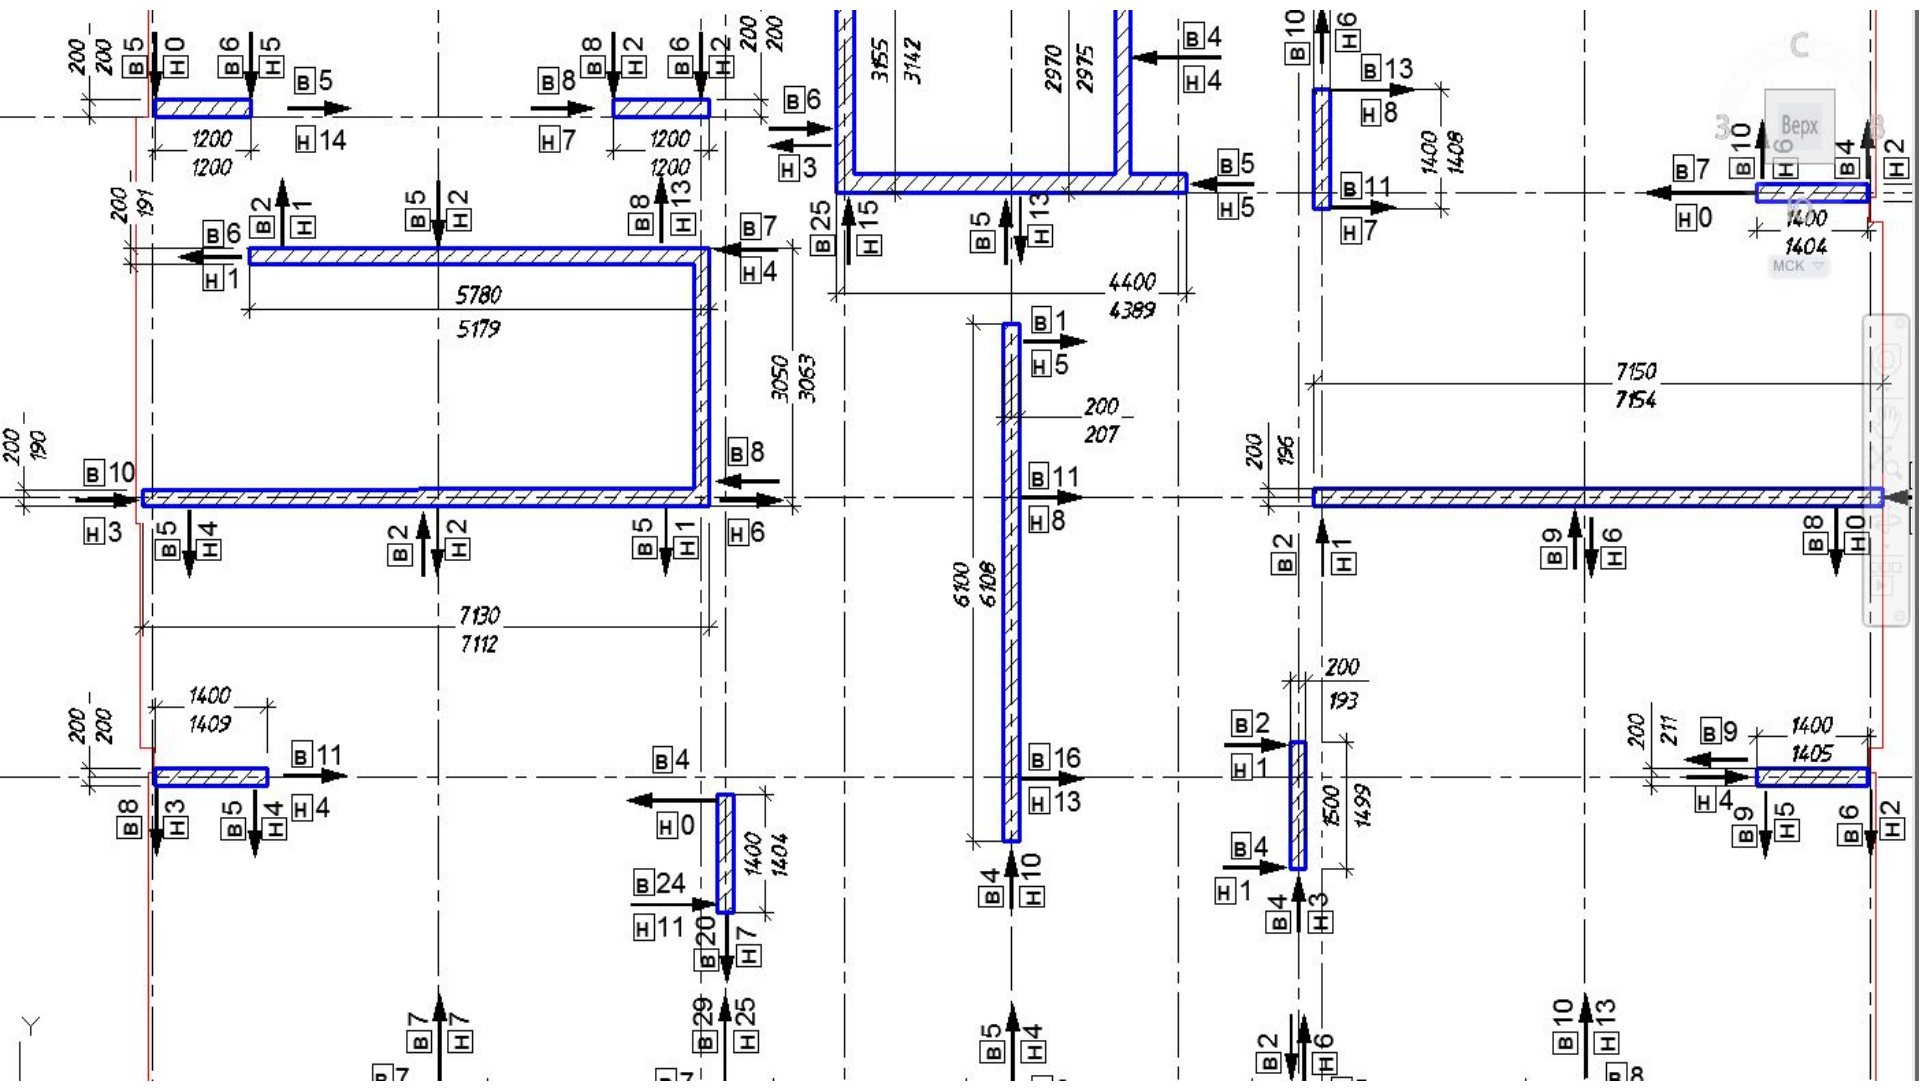 200
200
В5
Н0
В6
Н5
В5
Н14
1200
1200
В8
Н7
В8
Н2
В6
Н2
200
200
1200
1200
3155
3142
2970
2975
В4
Н4
В6
Н3
В5
Н5
В25
Н15
В5
Н13
4400
4389
В10
Н6
В13
Н8
1400
1408
В11
Н7
С
З
Верх
В
Ю
МСК
В10
Н6
В4
Н2
В7
Н0
1400
1404
200
191
В2
Н1
В5
Н2
В8
Н13
В6
Н1
В7
Н4
5780
5179
3050
3063
В1
Н5
200
207
7150
7154
200
190
В10
Н3
В8
Н6
В11
Н8
200
196
В5
Н4
В2
Н2
В5
Н1
В2
Н1
В9
Н6
В8
Н0
6100
6108
7130
7112
200
200
1400
1409
В11
Н4
В8
Н3
В5
Н4
В4
Н0
1400
1404
В24
Н11
В20
Н7
В16
Н13
В4
Н10
200
193
В2
Н1
1500
1499
В4
Н1
В4
Н3
200
211
В9
Н4
1400
1405
В9
Н5
В6
Н2
Y
В7
Н7
В29
Н25
В5
Н4
В2
Н6
В10
Н13
В7
В7
В8